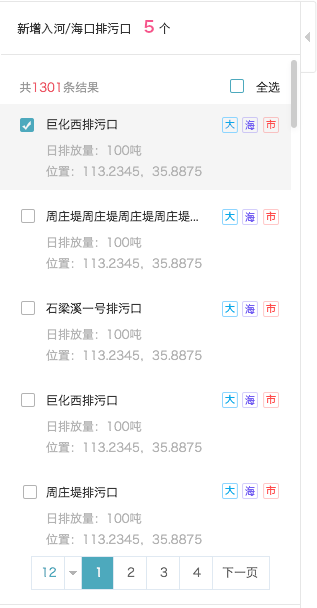 新增入河/海口排污口 5 个
共1301条结果 全选
巨化西排污口 大 海 市
日排放量：100吨
位置：113.2345，35.8875
周庄堤周庄堤周庄堤周庄堤... 大 海 市
日排放量：100吨
位置：113.2345，35.8875
石梁溪一号排污口 大 海 市
日排放量：100吨
位置：113.2345，35.8875
巨化西排污口 大 海 市
日排放量：100吨
位置：113.2345，35.8875
周庄堤排污口 大 海 市
日排放量：100吨
位置：113.2345，35.8875
12 1 2 3 4 下一页